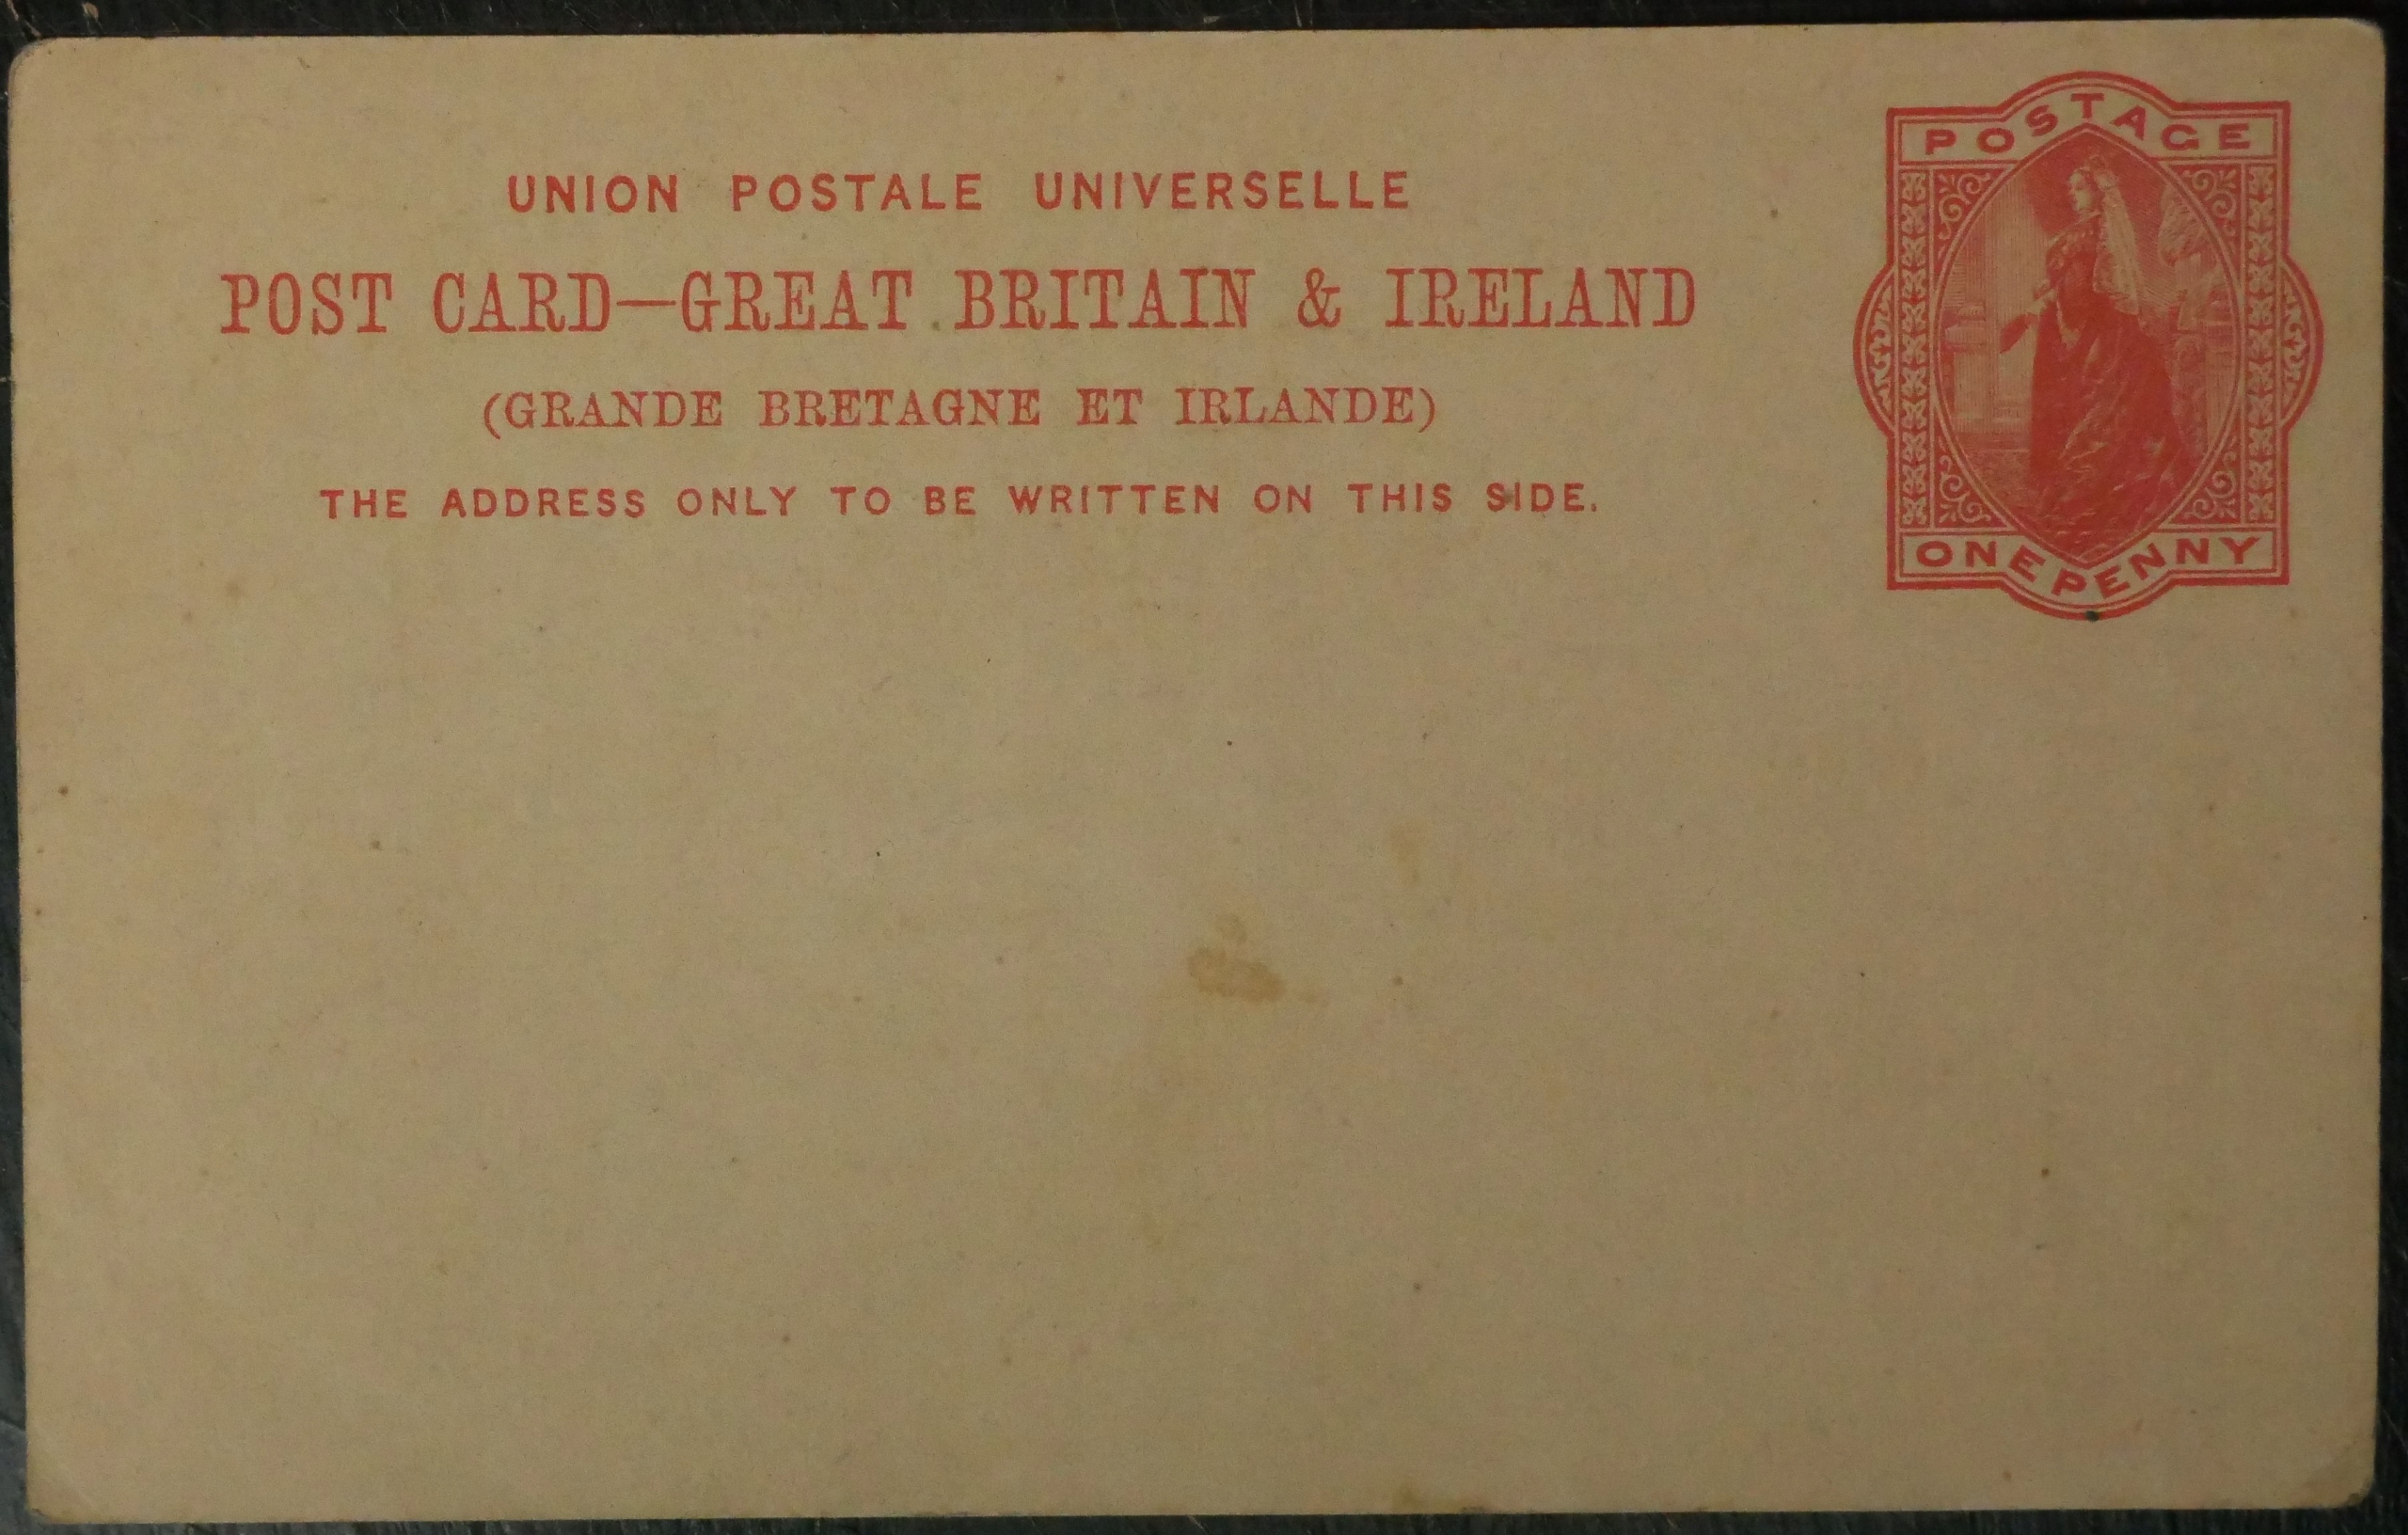 UNION POSTALE UNIVERSELLE
POST CARD—GREAT BRITAIN & IRELAND
(GRANDE BRETAGNE ET IRLANDE)
THE ADDRESS ONLY TO BE WRITTEN ON THIS SIDE.
POSTAGE
ONE PENNY